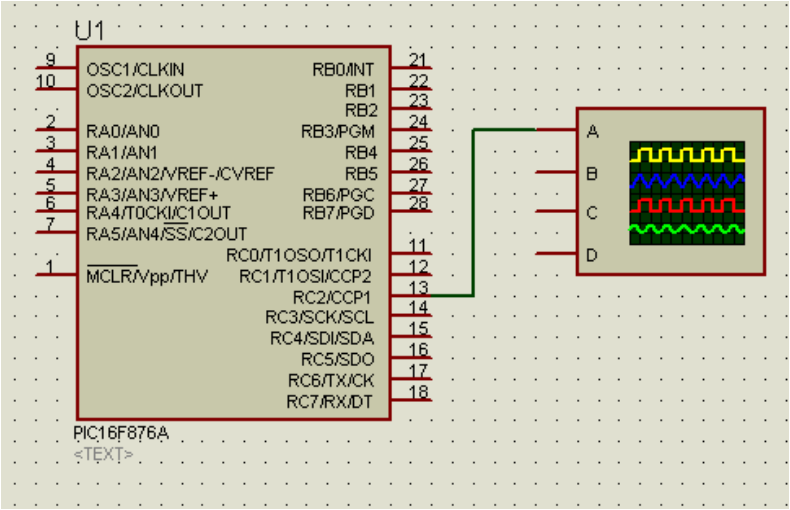 U1
9 OSC1/CLKIN RB0/INT 21
10 OSC2/CLKOUT RB1 22
RB2 23
2 RA0/AN0 RB3/PGM 24
3 RA1/AN1 RB4 25
4 RA2/AN2/VREF-/CVREF RB5 26
5 RA3/AN3/VREF+ RB6/PGC 27
6 RA4/T0CKI/C1OUT RB7/PGD 28
7 RA5/AN4/SS/C2OUT
RC0/T1OSO/T1CKI 11
1 MCLR/Vpp/THV RC1/T1OSI/CCP2 12
RC2/CCP1 13
RC3/SCK/SCL 14
RC4/SDI/SDA 15
RC5/SDO 16
RC6/TX/CK 17
RC7/RX/DT 18
PIC16F876A
<TEXT>
A
B
C
D